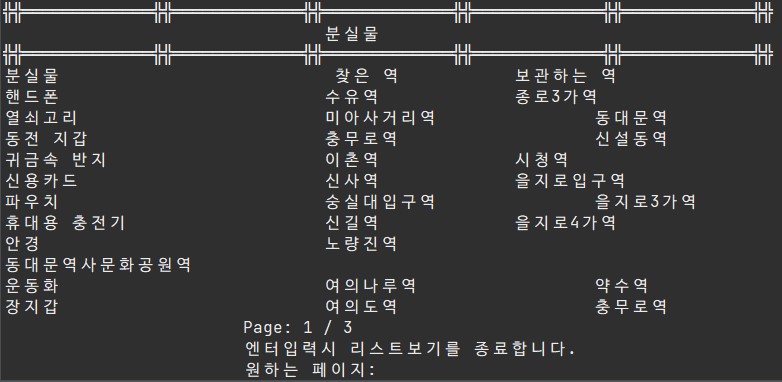 분실물
분실물 찾은 역 보관하는 역
핸드폰 수유역 종로3가역
열쇠고리 미아사거리역 동대문역
동전 지갑 충무로역 신설동역
귀금속 반지 이촌역 시청역
신용카드 신사역 을지로입구역
파우치 숭실대입구역 을지로3가역
휴대용 충전기 신길역 을지로4가역
안경 노량진역
동대문역사문화공원역
운동화 여의나루역 약수역
장지갑 여의도역 충무로역
Page: 1 / 3
엔터입력시 리스트보기를 종료합니다.
원하는 페이지: